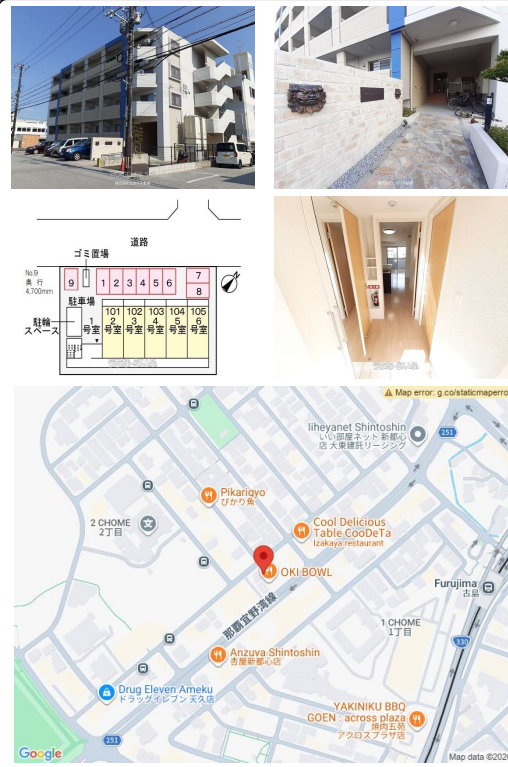 道路
ゴミ置場
No.9
奥 行
4,700mm
9
1 2 3 4 5 6
7
8
駐車場
駐輪
スペース
1
号室
101
2
号室
102
3
号室
103
4
号室
104
5
号室
105
6
号室
Map error: g.co/staticmaperro
Iiheyanet Shintoshin
いい部屋ネット 新都心
店 大東建託リーシング
251
Pikarigyo
ぴかり魚
2 CHOME
2丁目
Cool Delicious
Table CooDeTa
Izakaya restaurant
OKI BOWL
Furujima
古島
那覇宜野湾線
1 CHOME
1丁目
330
Anzuya Shintoshin
杏屋新都心店
Drug Eleven Ameku
ドラッグイレブン 天久店
YAKINIKU BBQ
GOEN : across plaza
焼肉五苑
アクロスプラザ店
251
Google
Map data ©2026